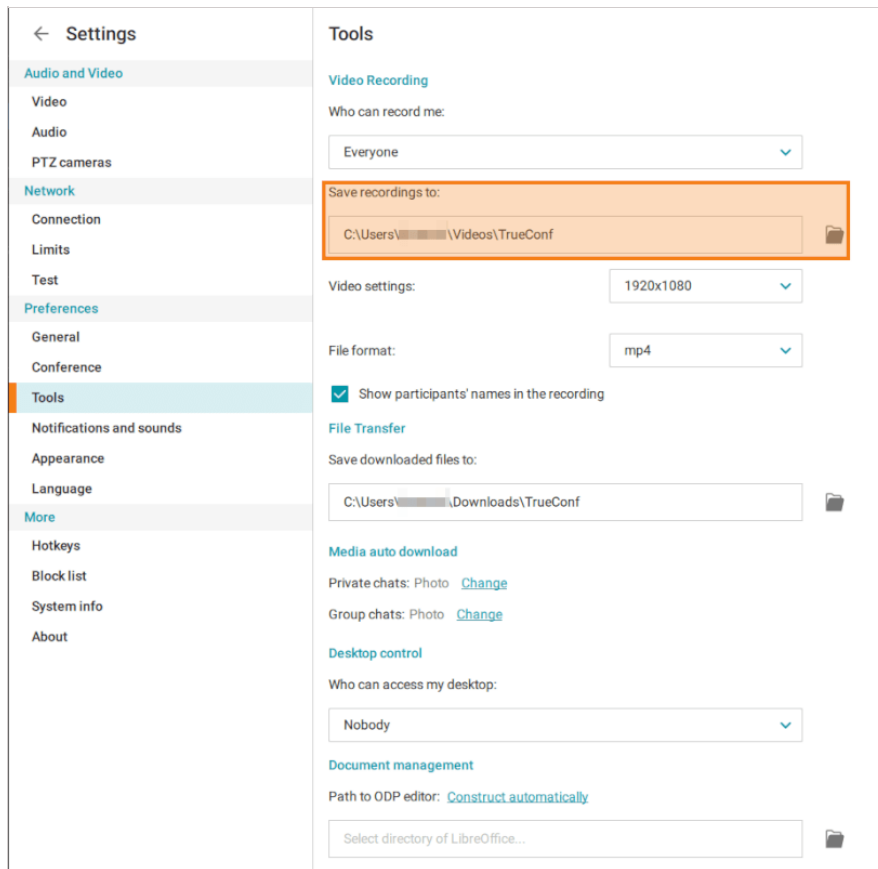 Settings
Audio and Video
Video
Audio
PTZ cameras
Network
Connection
Limits
Test
Preferences
General
Conference
Tools
Notifications and sounds
Appearance
Language
More
Hotkeys
Block list
System info
About
Tools
Video Recording
Who can record me:
Everyone
Save recordings to:
C:\Users\ \Videos\TrueConf
Video settings: 1920x1080
File format: mp4
Show participants' names in the recording
File Transfer
Save downloaded files to:
C:\Users\ \Downloads\TrueConf
Media auto download
Private chats: Photo Change
Group chats: Photo Change
Desktop control
Who can access my desktop:
Nobody
Document management
Path to ODP editor: Construct automatically
Select directory of LibreOffice...